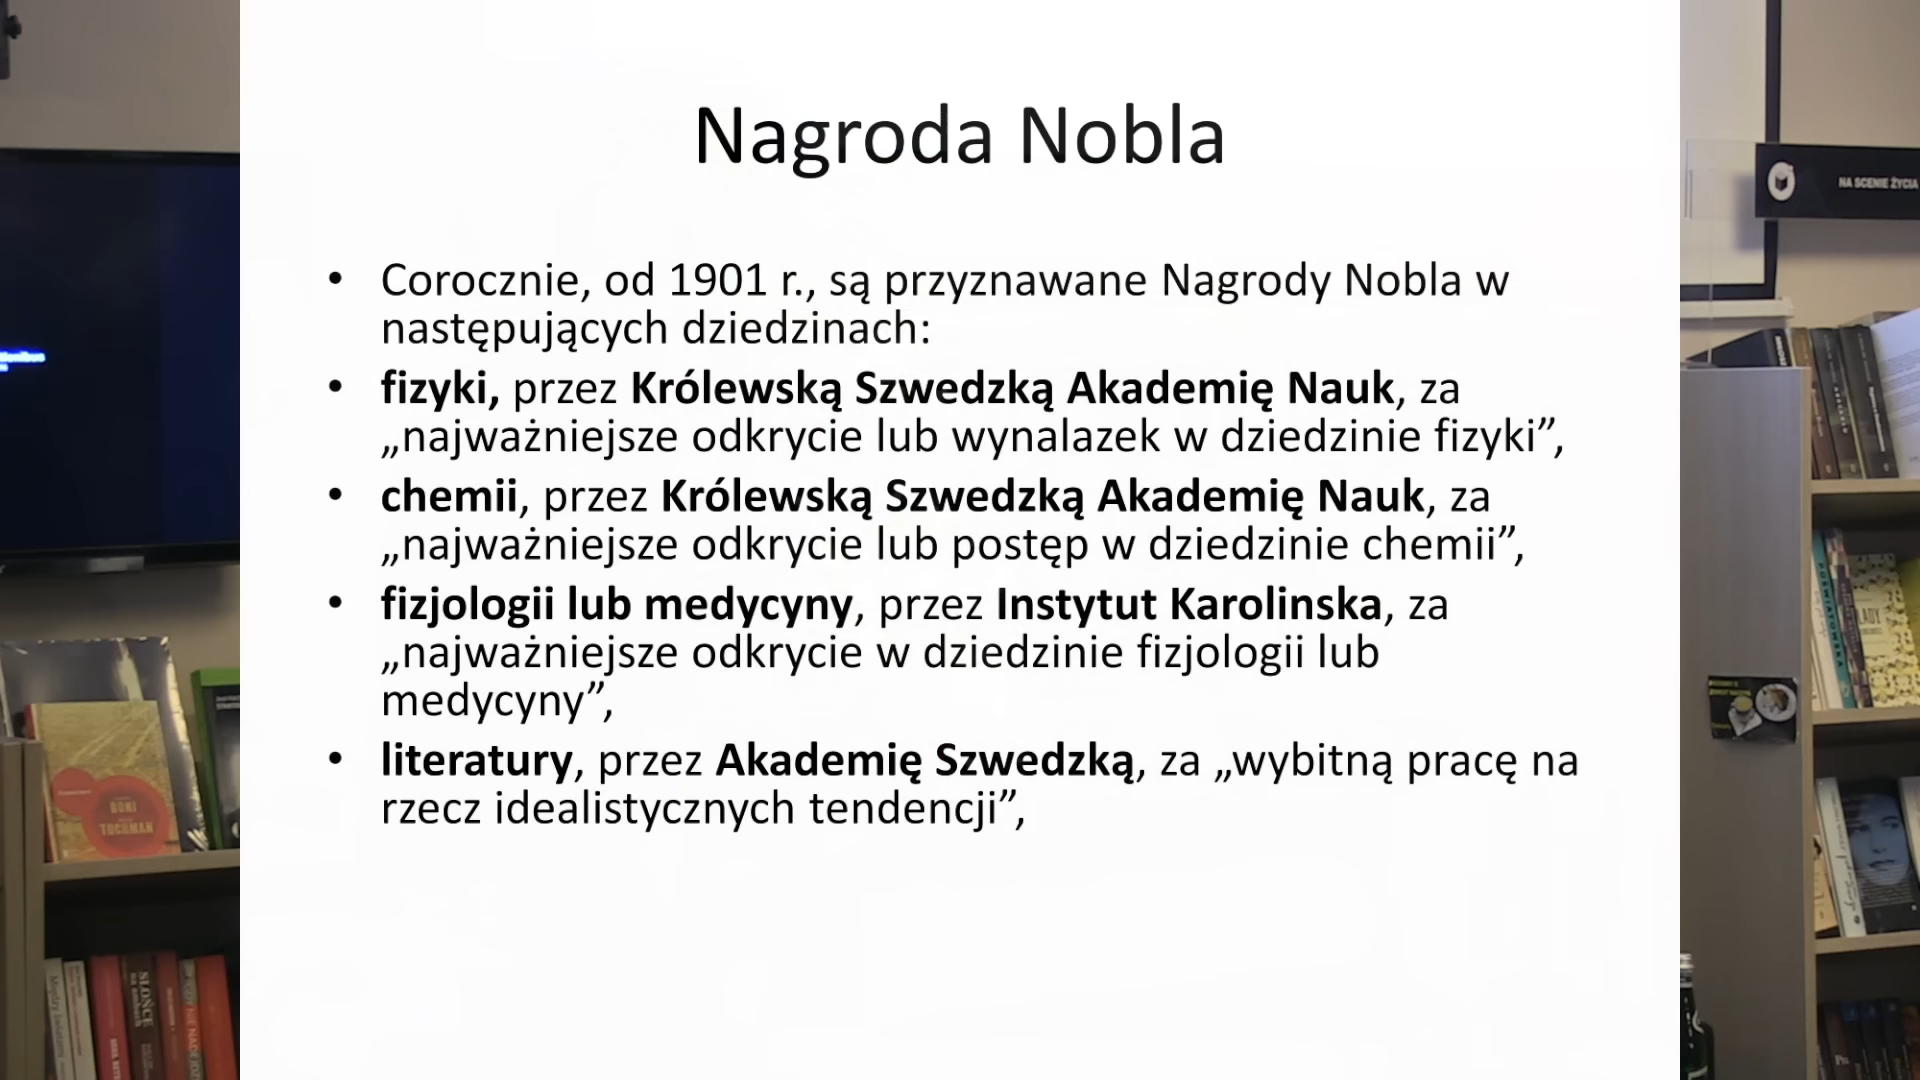 Nagroda Nobla
• Corocznie, od 1901 r., są przyznawane Nagrody Nobla w
następujących dziedzinach:
• fizyki, przez Królewską Szwedzką Akademię Nauk, za
„najważniejsze odkrycie lub wynalazek w dziedzinie fizyki”,
• chemii, przez Królewską Szwedzką Akademię Nauk, za
„najważniejsze odkrycie lub postęp w dziedzinie chemii”,
• fizjologii lub medycyny, przez Instytut Karolinska, za
„najważniejsze odkrycie w dziedzinie fizjologii lub
medycyny”,
• literatury, przez Akademię Szwedzką, za „wybitną pracę na
rzecz idealistycznych tendencji”,
NA SCENIE ŻYCIA
BONI
TOCHMAN
SŁOŃCE